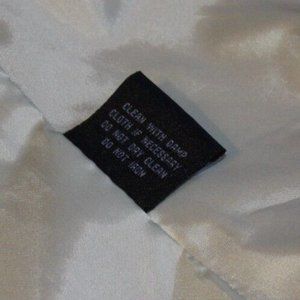 CLEAN WITH DAMP
CLOTH IF NECESSARY
DO NOT DRY CLEAN
DO NOT IRON